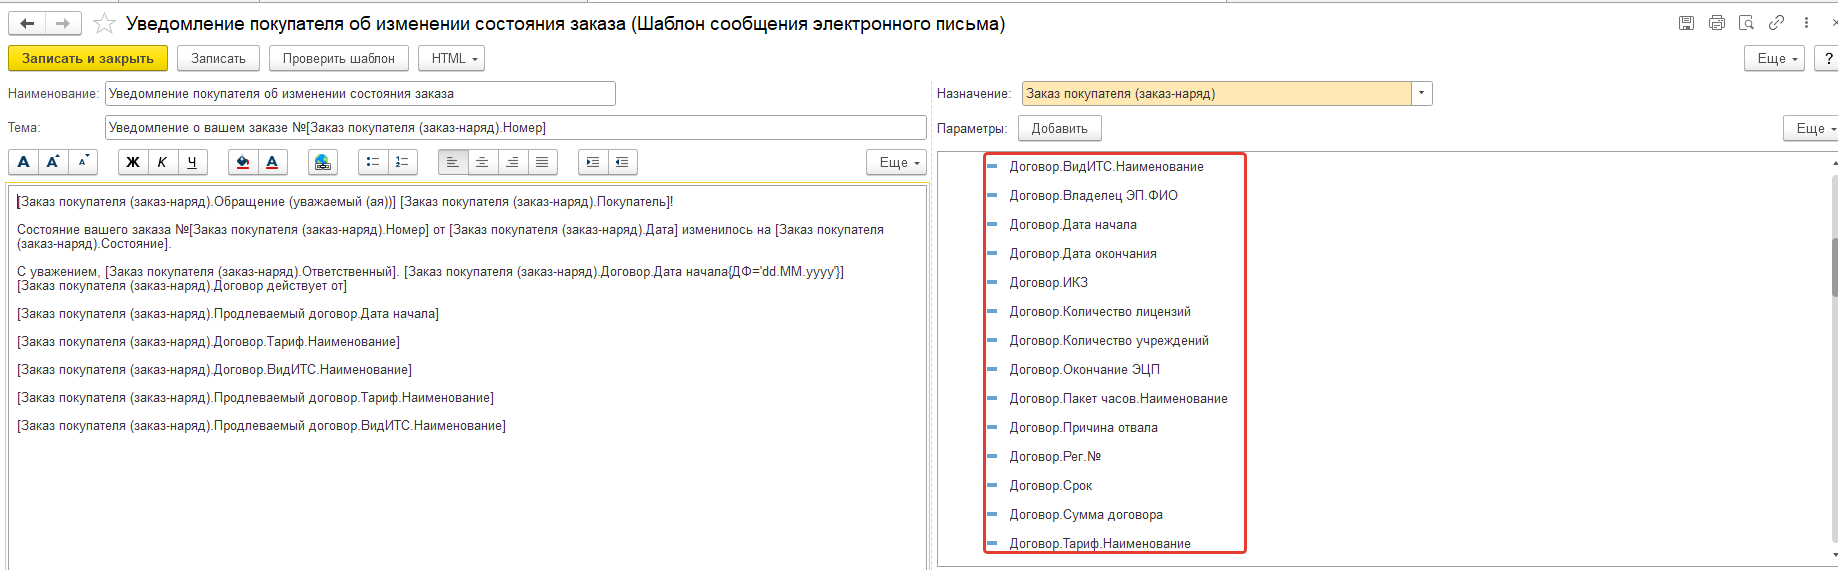 Уведомление покупателя об изменении состояния заказа (Шаблон сообщения электронного письма)
Записать и закрыть Записать Проверить шаблон HTML Еще ?
Наименование: Уведомление покупателя об изменении состояния заказа
Назначение: Заказ покупателя (заказ-наряд)
Тема: Уведомление о вашем заказе №[Заказ покупателя (заказ-наряд).Номер]
Параметры: Добавить Еще
A A A Ж К Ч A Еще
[Заказ покупателя (заказ-наряд).Обращение (уважаемый (ая))] [Заказ покупателя (заказ-наряд).Покупатель]!
Состояние вашего заказа №[Заказ покупателя (заказ-наряд).Номер] от [Заказ покупателя (заказ-наряд).Дата] изменилось на [Заказ покупателя
(заказ-наряд).Состояние].
С уважением, [Заказ покупателя (заказ-наряд).Ответственный]. [Заказ покупателя (заказ-наряд).Договор.Дата начала{ДФ='dd.MM.yyyy'}]
[Заказ покупателя (заказ-наряд).Договор действует от]
[Заказ покупателя (заказ-наряд).Продлеваемый договор.Дата начала]
[Заказ покупателя (заказ-наряд).Договор.Тариф.Наименование]
[Заказ покупателя (заказ-наряд).Договор.ВидИТС.Наименование]
[Заказ покупателя (заказ-наряд).Продлеваемый договор.Тариф.Наименование]
[Заказ покупателя (заказ-наряд).Продлеваемый договор.ВидИТС.Наименование]
Договор.ВидИТС.Наименование
Договор.Владелец ЭП.ФИО
Договор.Дата начала
Договор.Дата окончания
Договор.ИКЗ
Договор.Количество лицензий
Договор.Количество учреждений
Договор.Окончание ЭЦП
Договор.Пакет часов.Наименование
Договор.Причина отвала
Договор.Рег.№
Договор.Срок
Договор.Сумма договора
Договор.Тариф.Наименование